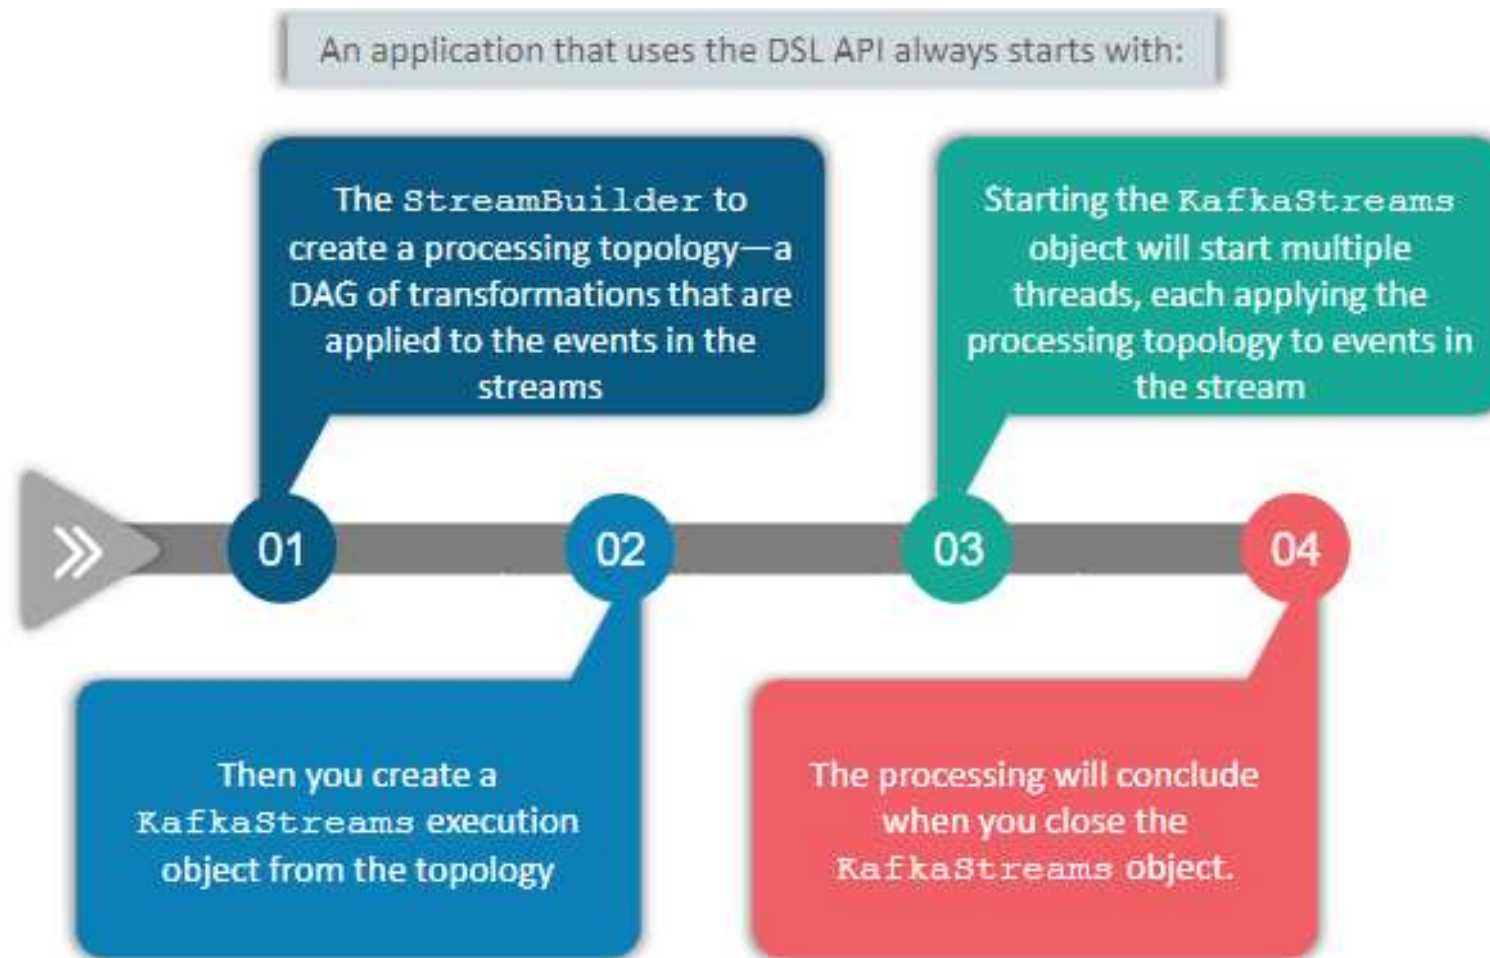 An application that uses the DSL API always starts with:
The StreamBuilder to
create a processing topology—a
DAG of transformations that are
applied to the events in the
streams
Starting the KafkaStreams
object will start multiple
threads, each applying the
processing topology to events in
the stream
01
02
03
04
Then you create a
KafkaStreams execution
object from the topology
The processing will conclude
when you close the
KafkaStreams object.